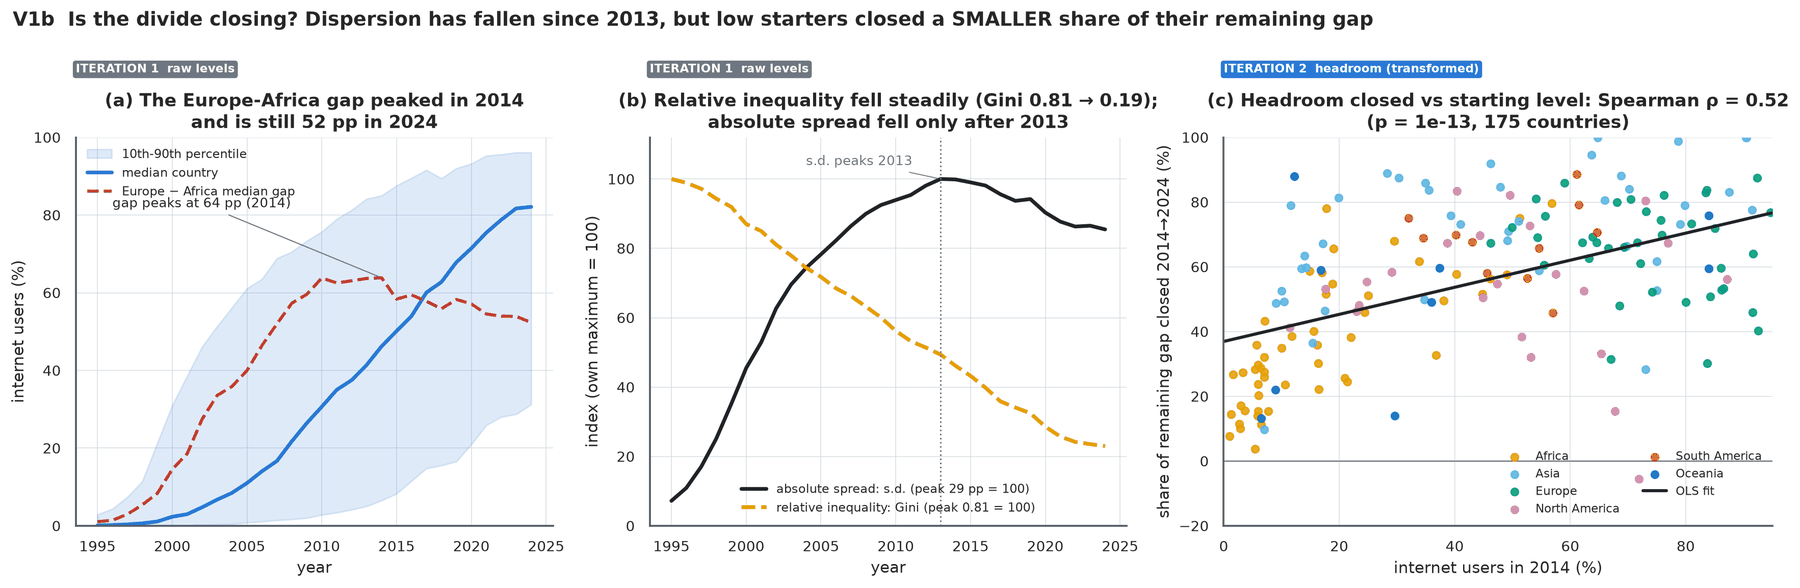 V1b  Is the divide closing? Dispersion has fallen since 2013, but low starters closed a SMALLER share of their remaining gap
ITERATION 1  raw levels
(a) The Europe-Africa gap peaked in 2014
and is still 52 pp in 2024
internet users (%)
100
80
60
40
20
0
10th-90th percentile
median country
Europe − Africa median gap
gap peaks at 64 pp (2014)
1995
2000
2005
2010
2015
2020
2025
year
ITERATION 1  raw levels
(b) Relative inequality fell steadily (Gini 0.81 → 0.19);
absolute spread fell only after 2013
index (own maximum = 100)
100
80
60
40
20
0
s.d. peaks 2013
absolute spread: s.d. (peak 29 pp = 100)
relative inequality: Gini (peak 0.81 = 100)
1995
2000
2005
2010
2015
2020
2025
year
ITERATION 2  headroom (transformed)
(c) Headroom closed vs starting level: Spearman ρ = 0.52
(p = 1e-13, 175 countries)
share of remaining gap closed 2014→2024 (%)
100
80
60
40
20
0
−20
Africa
Asia
Europe
North America
South America
Oceania
OLS fit
0
20
40
60
80
internet users in 2014 (%)